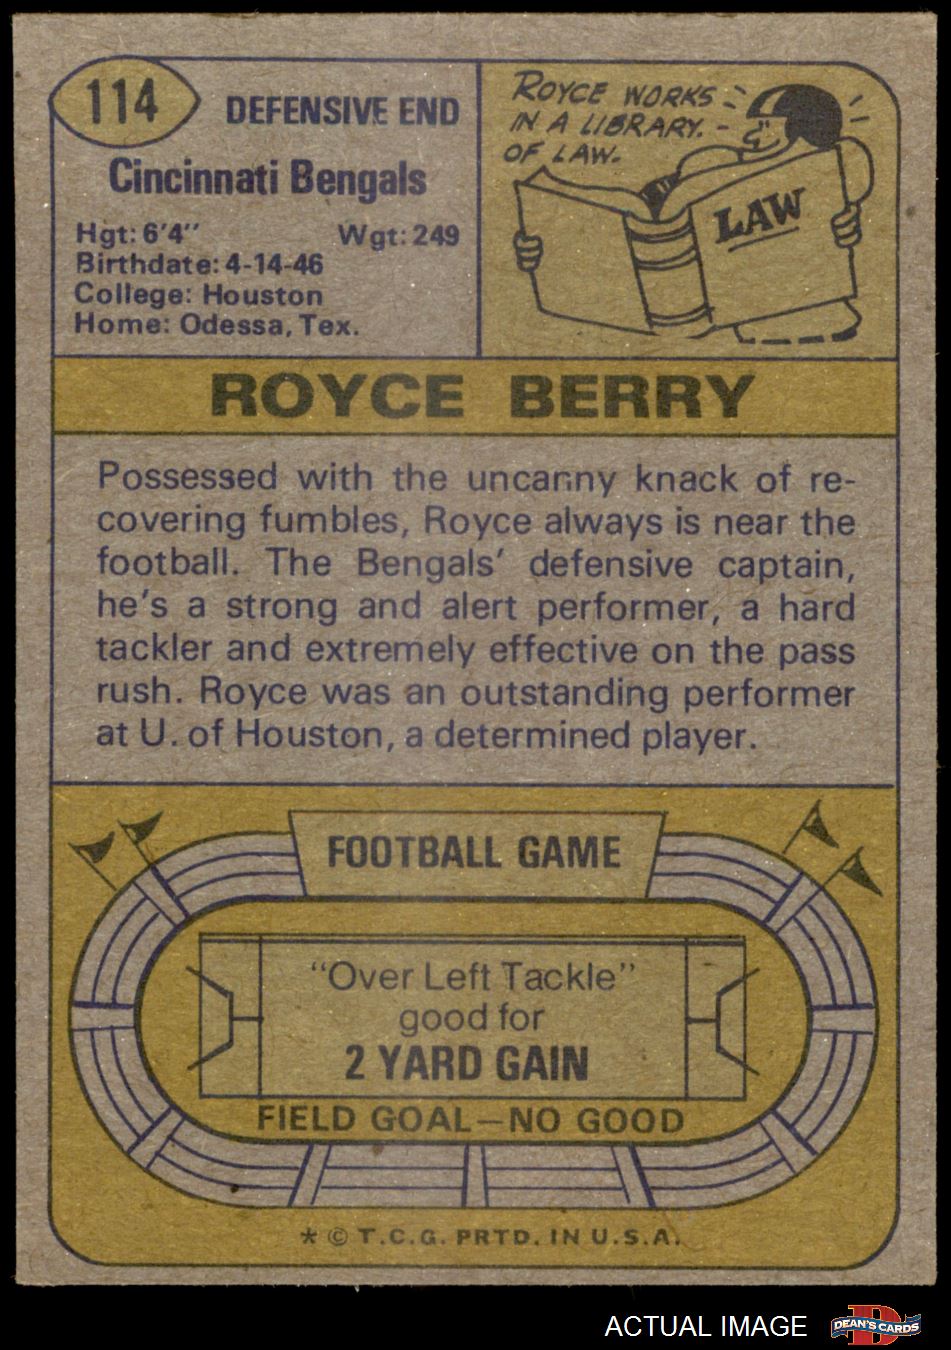 114
DEFENSIVE END
Cincinnati Bengals
Hgt: 6'4" Wgt: 249
Birthdate: 4-14-46
College: Houston
Home: Odessa, Tex.
ROYCE WORKS
IN A LIBRARY.
OF LAW.
LAW
ROYCE BERRY
Possessed with the uncanny knack of re-
covering fumbles, Royce always is near the
football. The Bengals' defensive captain,
he's a strong and alert performer, a hard
tackler and extremely effective on the pass
rush. Royce was an outstanding performer
at U. of Houston, a determined player.
FOOTBALL GAME
"Over Left Tackle"
good for
2 YARD GAIN
FIELD GOAL—NO GOOD
* © T.C.G. PRTD. IN U.S.A.
ACTUAL IMAGE
D
DEAN'S CARDS